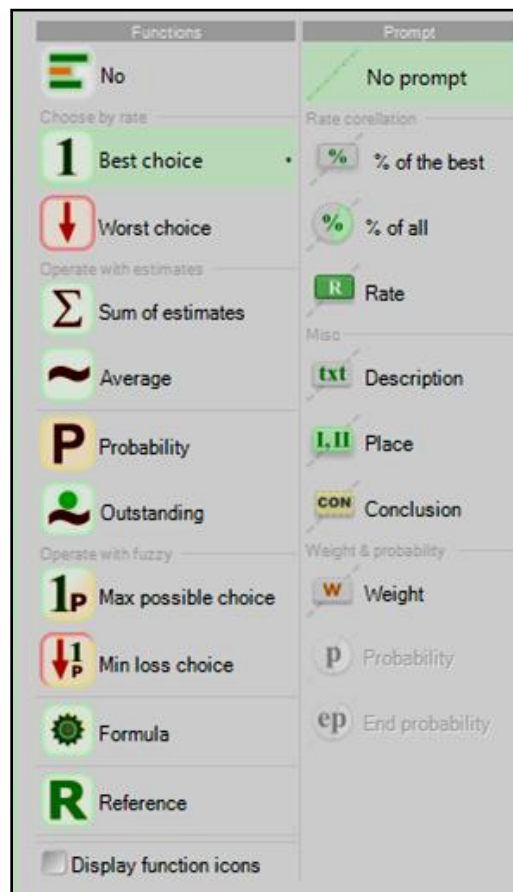 Functions
No
Choose by rate
1 Best choice
Worst choice
Operate with estimates
Σ Sum of estimates
~ Average
P Probability
Outstanding
Operate with fuzzy
1P Max possible choice
1P Min loss choice
Formula
R Reference
Display function icons
Prompt
No prompt
Rate corellation
% % of the best
% % of all
R Rate
Misc
txt Description
I, II Place
CON Conclusion
Weight & probability
W Weight
p Probability
ep End probability